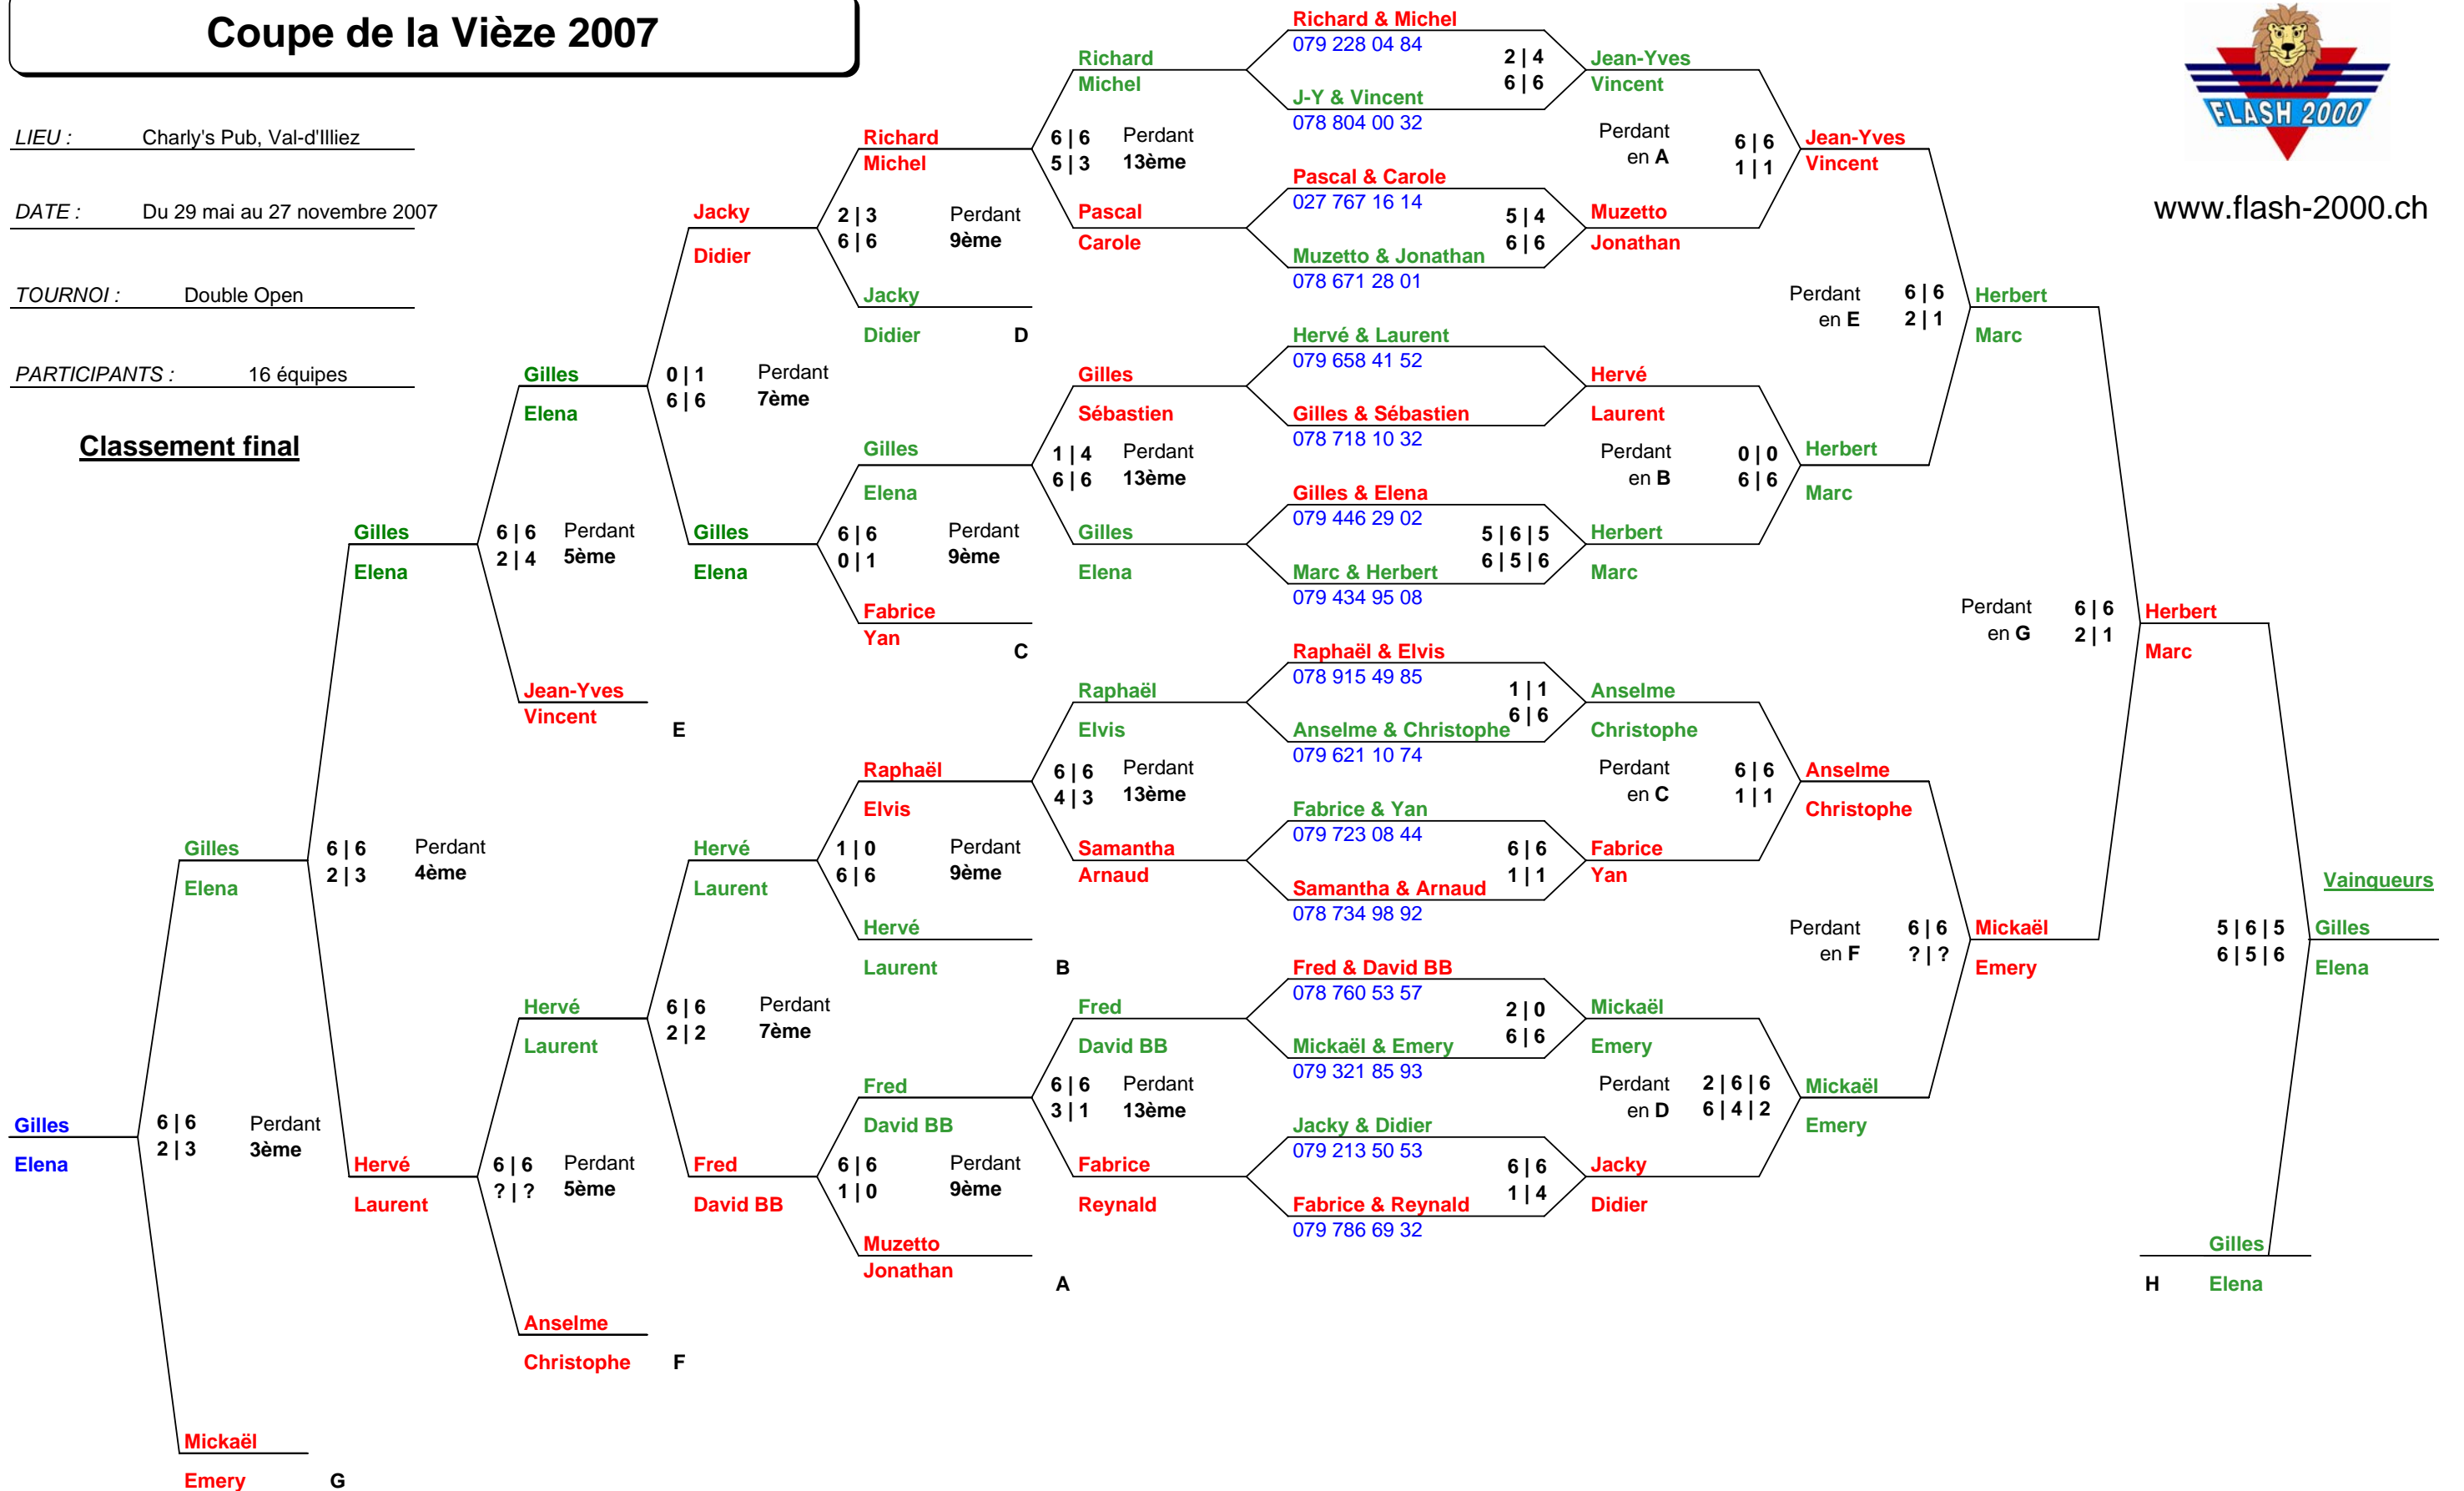 Coupe de la Vièze 2007
LIEU : Charly's Pub, Val-d'Illiez
DATE : Du 29 mai au 27 novembre 2007
TOURNOI : Double Open
PARTICIPANTS : 16 équipes
Classement final
FLASH 2000
www.flash-2000.ch
Gilles
Elena
6 | 6 Perdant
2 | 3 3ème
Gilles
Elena
Mickaël
Emery G
6 | 6 Perdant
2 | 3 4ème
Gilles
Elena
Hervé
Laurent
6 | 6 Perdant
2 | 4 5ème
6 | 6 Perdant
? | ? 5ème
Gilles
Elena
Jean-Yves
Vincent
E
Hervé
Laurent
Anselme
Christophe F
0 | 1 Perdant
6 | 6 7ème
6 | 6 Perdant
2 | 2 7ème
Jacky
Didier
Gilles
Elena
Hervé
Laurent
Fred
David BB
2 | 3 Perdant
6 | 6 9ème
6 | 6 Perdant
0 | 1 9ème
1 | 0 Perdant
6 | 6 9ème
6 | 6 Perdant
1 | 0 9ème
Richard
Michel
Jacky
Didier D
Gilles
Elena
Fabrice
Yan
C
Raphaël
Elvis
Hervé
Laurent B
Fred
David BB
Muzetto
Jonathan
A
6 | 6 Perdant
5 | 3 13ème
1 | 4 Perdant
6 | 6 13ème
6 | 6 Perdant
4 | 3 13ème
6 | 6 Perdant
3 | 1 13ème
Richard
Michel
Pascal
Carole
Gilles
Sébastien
Gilles
Elena
Raphaël
Elvis
Samantha
Arnaud
Fred
David BB
Fabrice
Reynald
Richard & Michel
079 228 04 84
2 | 4
6 | 6
J-Y & Vincent
078 804 00 32
Pascal & Carole
027 767 16 14
5 | 4
6 | 6
Muzetto & Jonathan
078 671 28 01
Hervé & Laurent
079 658 41 52
Gilles & Sébastien
078 718 10 32
Gilles & Elena
079 446 29 02
5 | 6 | 5
6 | 5 | 6
Marc & Herbert
079 434 95 08
Raphaël & Elvis
078 915 49 85
1 | 1
6 | 6
Anselme & Christophe
079 621 10 74
Fabrice & Yan
079 723 08 44
6 | 6
1 | 1
Samantha & Arnaud
078 734 98 92
Fred & David BB
078 760 53 57
2 | 0
6 | 6
Mickaël & Emery
079 321 85 93
Jacky & Didier
079 213 50 53
6 | 6
1 | 4
Fabrice & Reynald
079 786 69 32
Jean-Yves
Vincent
Perdant 6 | 6
en A 1 | 1
Muzetto
Jonathan
Hervé
Laurent
Perdant 0 | 0
en B 6 | 6
Herbert
Marc
Anselme
Christophe
Perdant 6 | 6
en C 1 | 1
Fabrice
Yan
Mickaël
Emery
Perdant 2 | 6 | 6
en D 6 | 4 | 2
Jacky
Didier
Jean-Yves
Vincent
Perdant 6 | 6
en E 2 | 1
Herbert
Marc
Anselme
Christophe
Perdant 6 | 6
en F ? | ?
Mickaël
Emery
Herbert
Marc
Perdant 6 | 6
en G 2 | 1
Mickaël
Emery
Herbert
Marc
5 | 6 | 5
6 | 5 | 6
Gilles
H Elena
Vainqueurs
Gilles
Elena